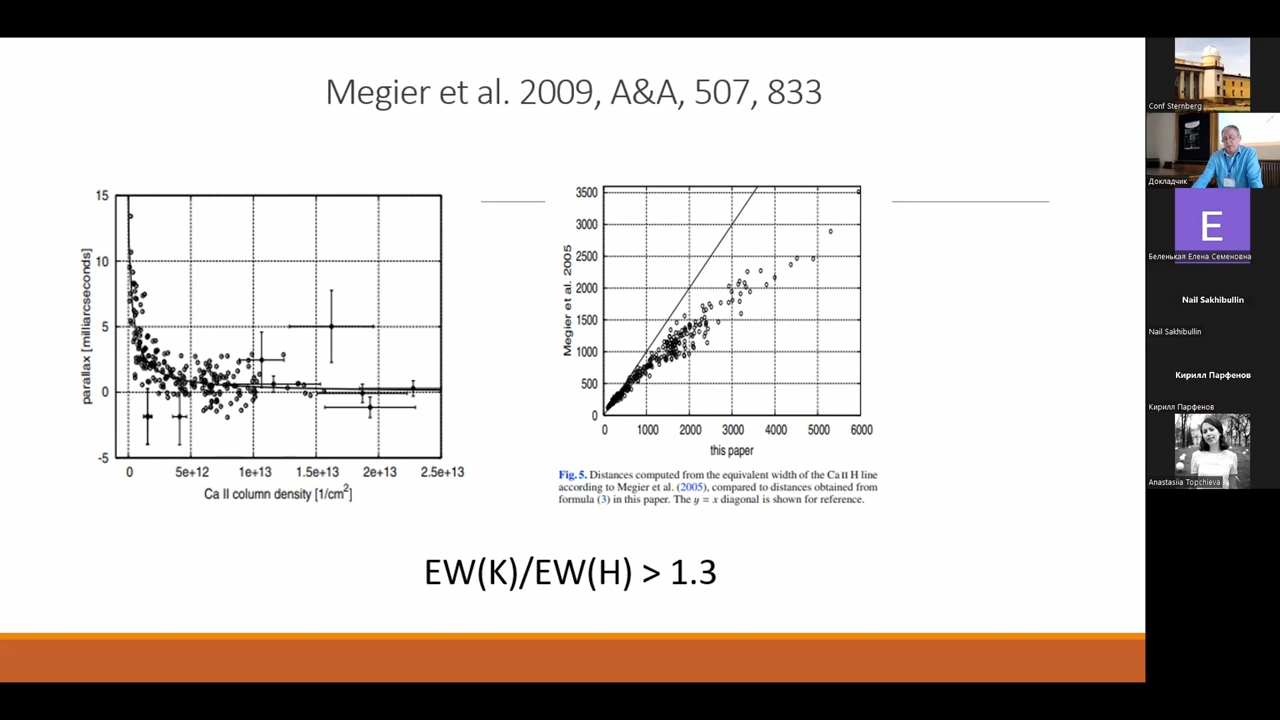 Megier et al. 2009, A&A, 507, 833
15
10
5
0
-5
parallax [milliarcseconds]
0 5e+12 1e+13 1.5e+13 2e+13 2.5e+13
Ca II column density [1/cm²]
3500
3000
2500
2000
1500
1000
500
0
Megier et al. 2005
0 1000 2000 3000 4000 5000 6000
this paper
Fig. 5. Distances computed from the equivalent width of the Ca II H line
according to Megier et al. (2005), compared to distances obtained from
formula (3) in this paper. The y = x diagonal is shown for reference.
EW(K)/EW(H) > 1.3
Conf Sternberg
Докладчик
E
Беленькая Елена Семеновна
Nail Sakhibullin
Nail Sakhibullin
Кирилл Парфенов
Кирилл Парфенов
Anastasiia Topchieva